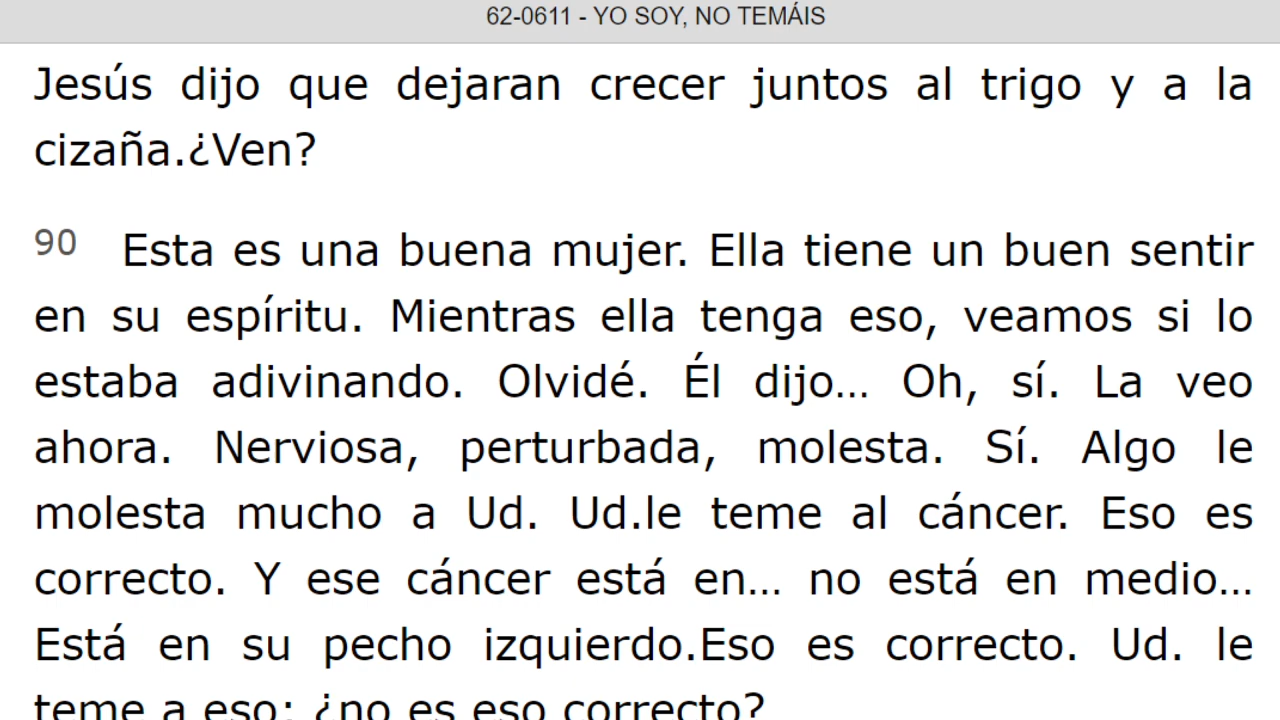 62-0611 - YO SOY, NO TEMÁIS
Jesús dijo que dejaran crecer juntos al trigo y a la
cizaña.¿Ven?
90 Esta es una buena mujer. Ella tiene un buen sentir
en su espíritu. Mientras ella tenga eso, veamos si lo
estaba adivinando. Olvidé. Él dijo… Oh, sí. La veo
ahora. Nerviosa, perturbada, molesta. Sí. Algo le
molesta mucho a Ud. Ud.le teme al cáncer. Eso es
correcto. Y ese cáncer está en… no está en medio…
Está en su pecho izquierdo.Eso es correcto. Ud. le
teme a eso; ¿no es eso correcto?